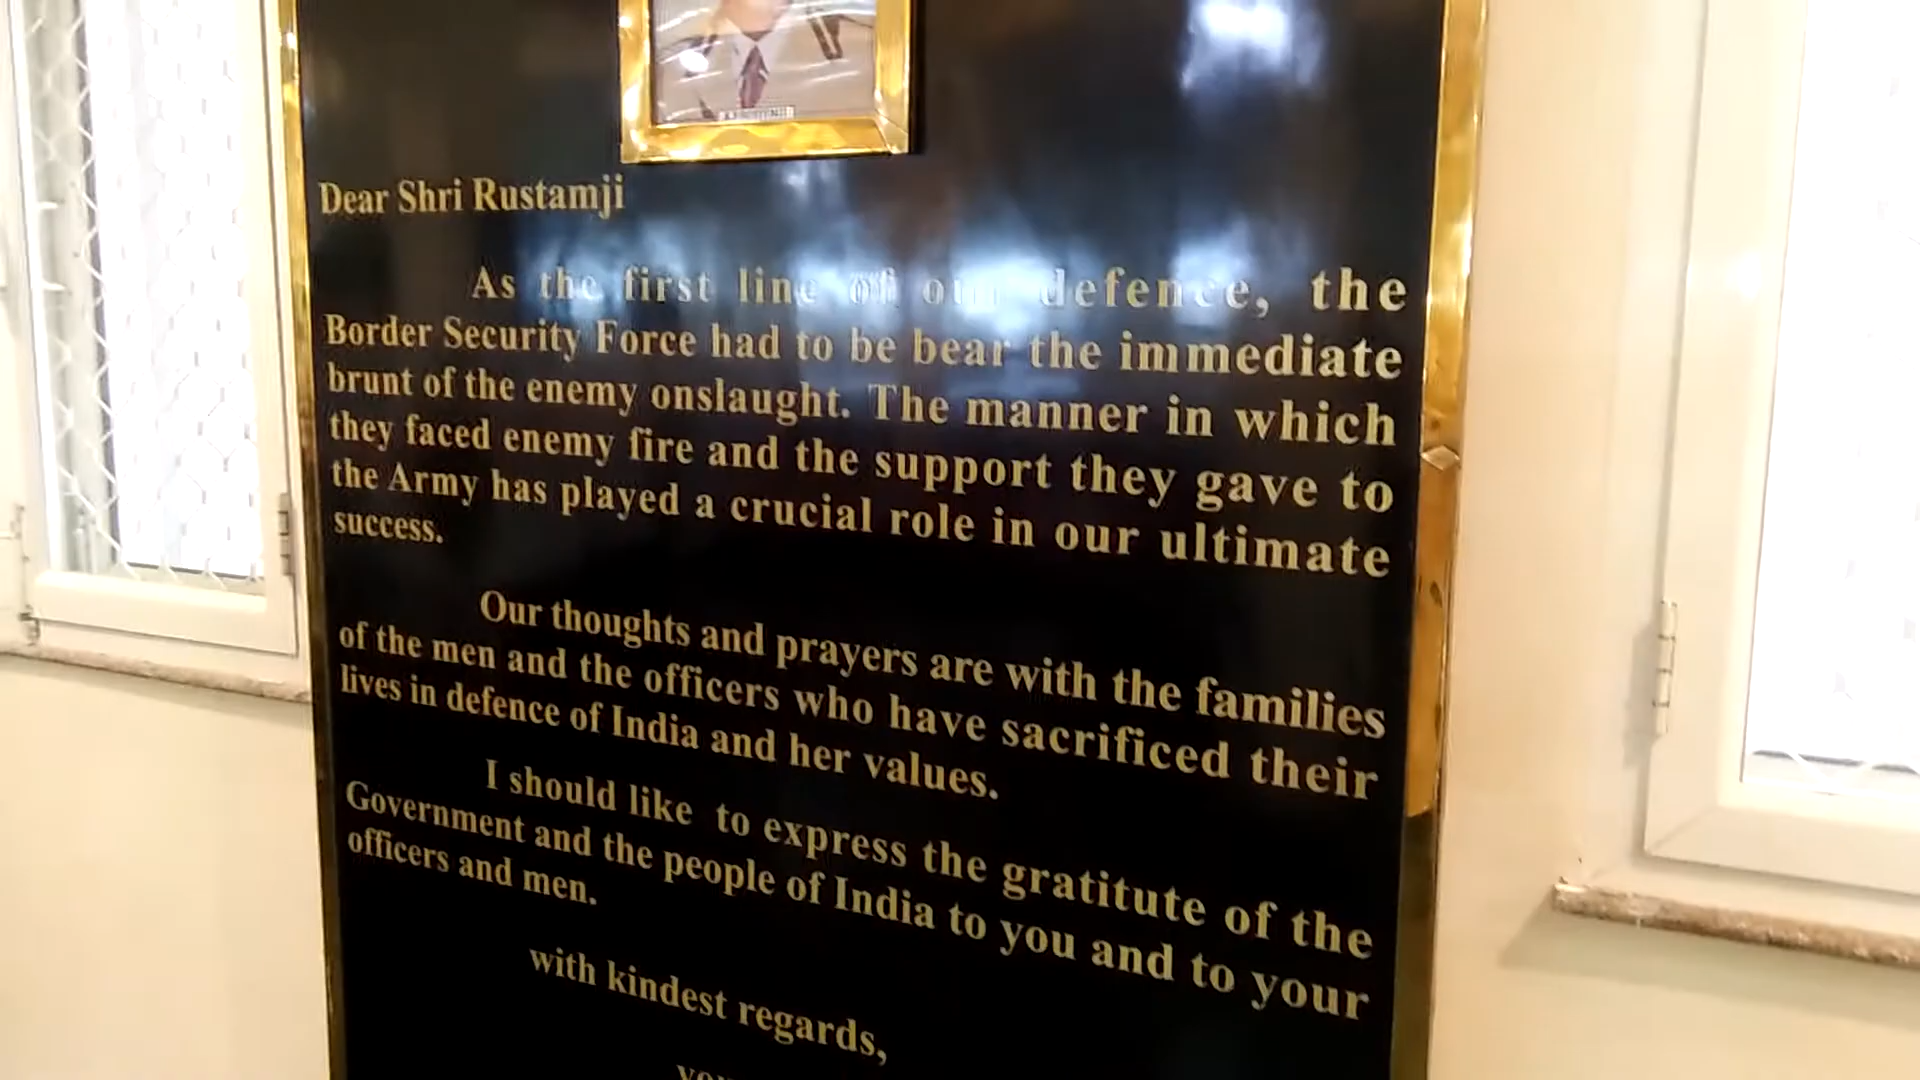 Dear Shri Rustamji
As the first line of our defence, the
Border Security Force had to be bear the immediate
brunt of the enemy onslaught. The manner in which
they faced enemy fire and the support they gave to
the Army has played a crucial role in our ultimate
success.
Our thoughts and prayers are with the families
of the men and the officers who have sacrificed their
lives in defence of India and her values.
I should like to express the gratitude of the
Government and the people of India to you and to your
officers and men.
with kindest regards,